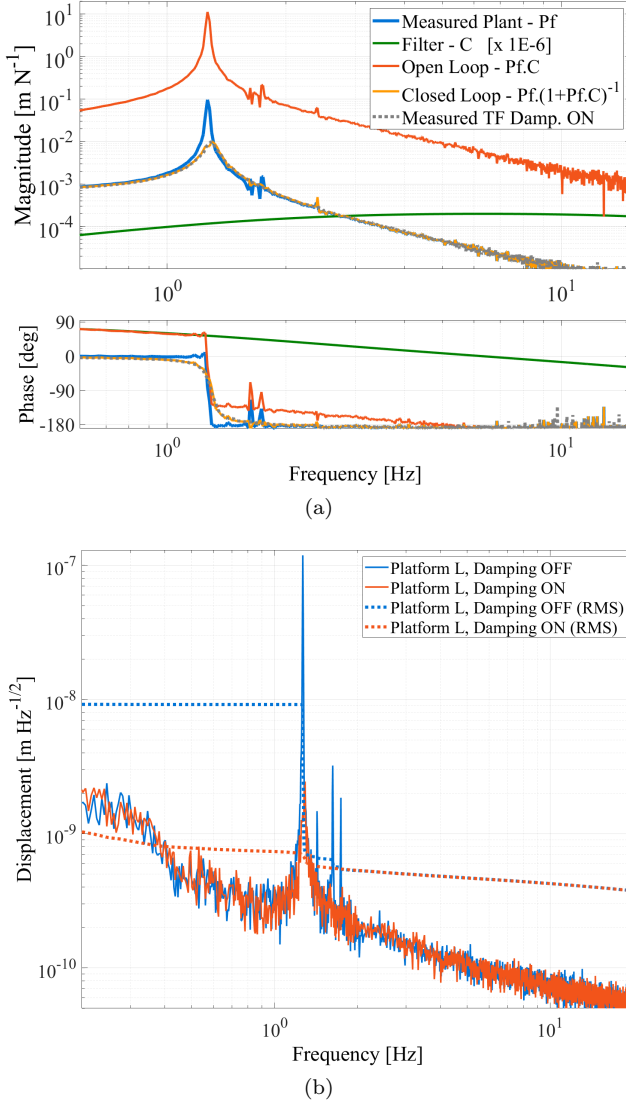 10^1
10^0
10^-1
10^-2
10^-3
10^-4
Magnitude [m N^-1]
Measured Plant - Pf
Filter - C [x 1E-6]
Open Loop - Pf.C
Closed Loop - Pf.(1+Pf.C)^-1
Measured TF Damp. ON
10^0
10^1
90
0
-90
-180
Phase [deg]
10^0
10^1
Frequency [Hz]
(a)
10^-7
10^-8
10^-9
10^-10
Displacement [m Hz^-1/2]
Platform L, Damping OFF
Platform L, Damping ON
Platform L, Damping OFF (RMS)
Platform L, Damping ON (RMS)
10^0
10^1
Frequency [Hz]
(b)